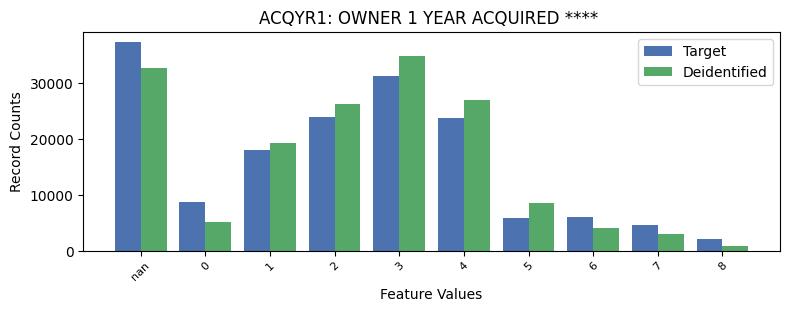 ACQYR1: OWNER 1 YEAR ACQUIRED ****
Target
Deidentified
Record Counts
30000
20000
10000
0
nan 0 1 2 3 4 5 6 7 8
Feature Values